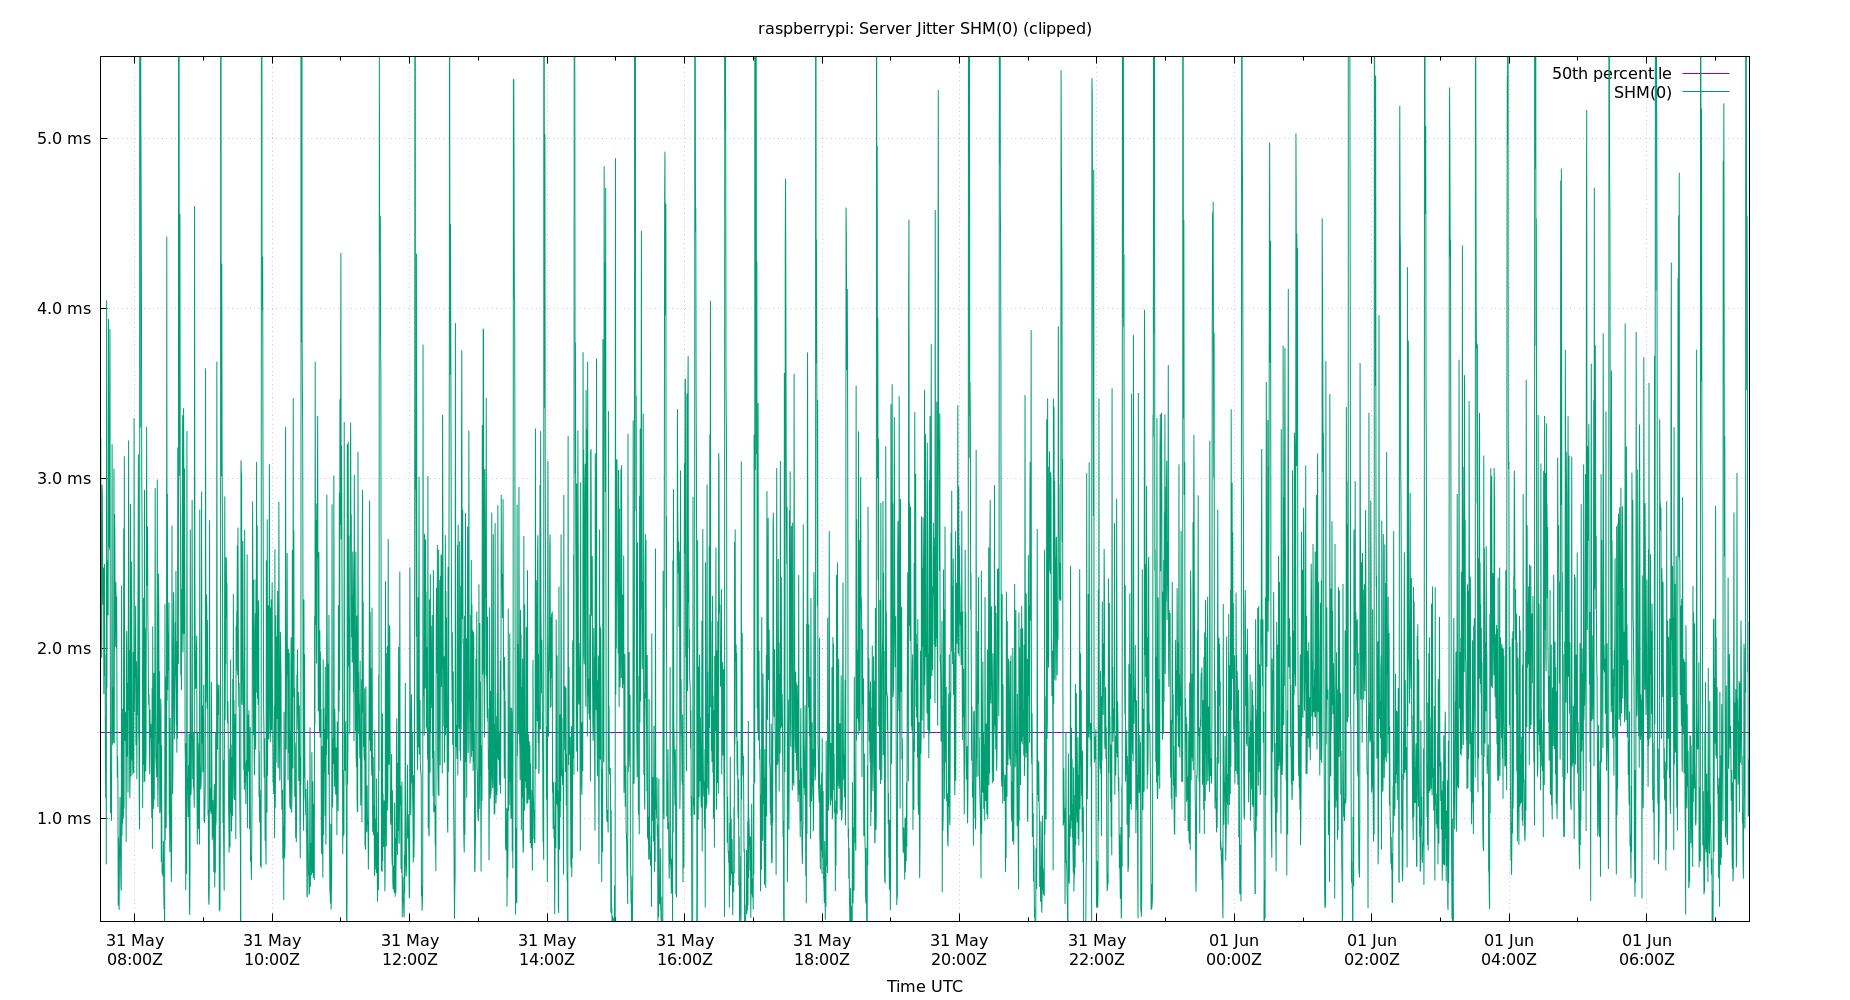 raspberrypi: Server Jitter SHM(0) (clipped)
50th percentile
SHM(0)
5.0 ms
4.0 ms
3.0 ms
2.0 ms
1.0 ms
31 May 31 May 31 May 31 May 31 May 31 May 31 May 31 May 01 Jun 01 Jun 01 Jun 01 Jun
08:00Z 10:00Z 12:00Z 14:00Z 16:00Z 18:00Z 20:00Z 22:00Z 00:00Z 02:00Z 04:00Z 06:00Z
Time UTC